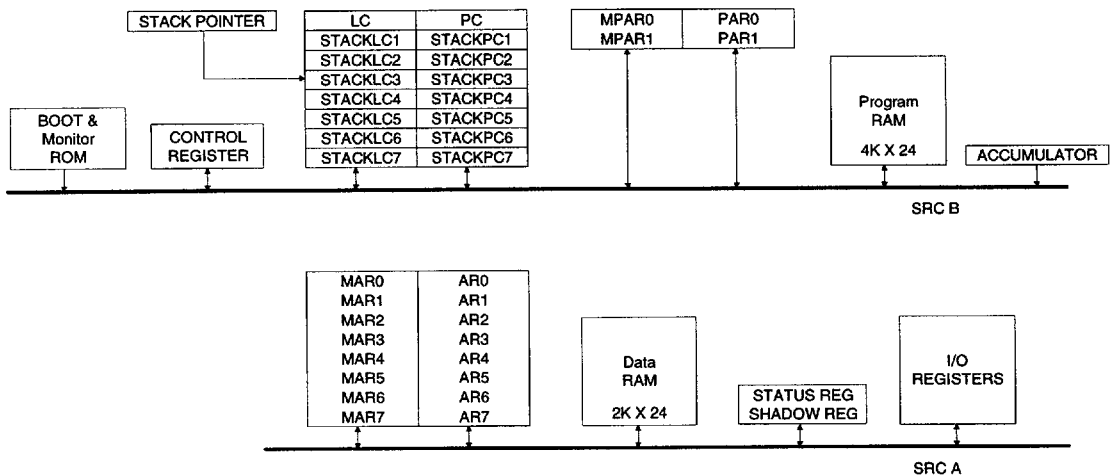 STACK POINTER
LC PC
STACKLC1 STACKPC1
STACKLC2 STACKPC2
STACKLC3 STACKPC3
STACKLC4 STACKPC4
STACKLC5 STACKPC5
STACKLC6 STACKPC6
STACKLC7 STACKPC7
MPAR0 PAR0
MPAR1 PAR1
BOOT &
Monitor
ROM
CONTROL
REGISTER
Program
RAM
4K X 24
ACCUMULATOR
SRC B
MAR0 AR0
MAR1 AR1
MAR2 AR2
MAR3 AR3
MAR4 AR4
MAR5 AR5
MAR6 AR6
MAR7 AR7
Data
RAM
2K X 24
STATUS REG
SHADOW REG
I/O
REGISTERS
SRC A